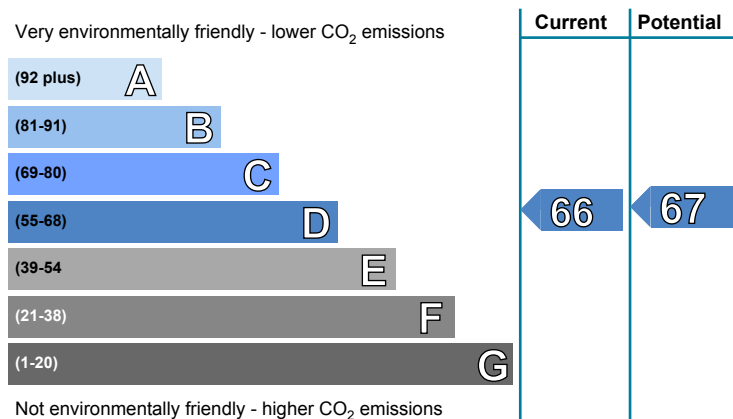 Current Potential
Very environmentally friendly - lower CO2 emissions
(92 plus) A
(81-91) B
(69-80) C
(55-68) D
66 67
(39-54 E
(21-38) F
(1-20) G
Not environmentally friendly - higher CO2 emissions